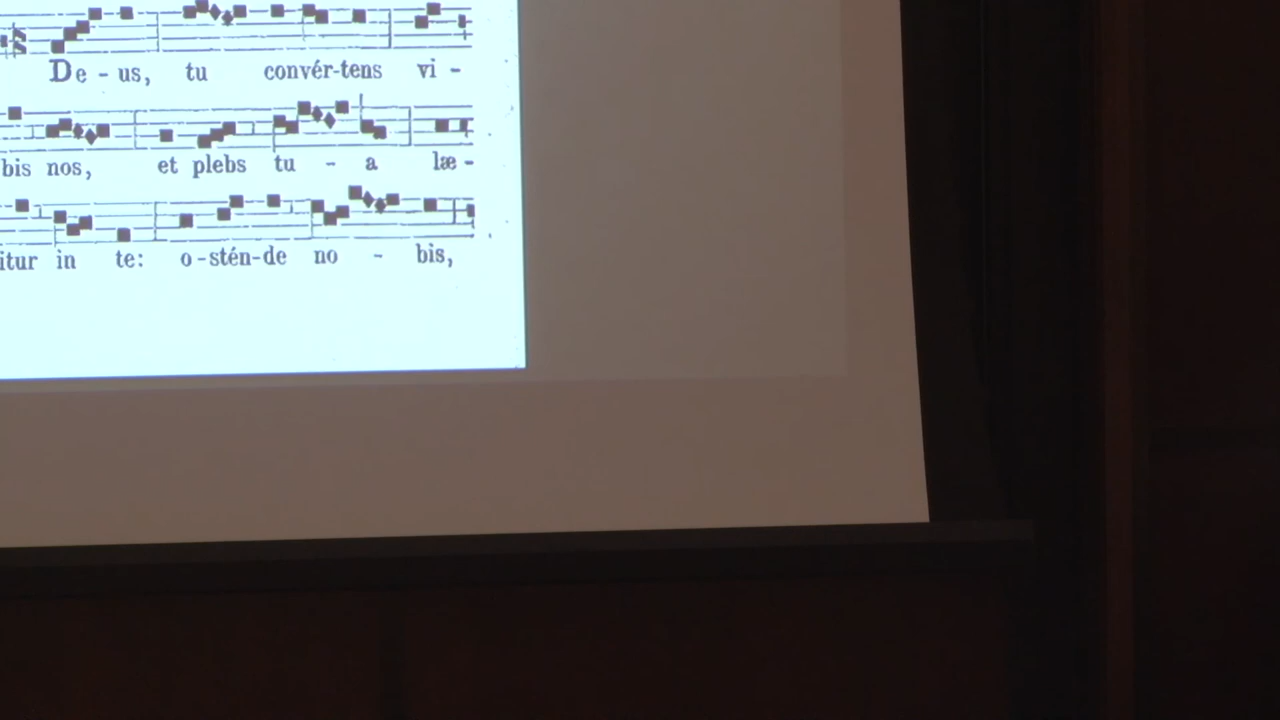 De - us, tu convér-tens vi -
bis nos, et plebs tu - a læ -
itur in te: o - stén-de no - bis,